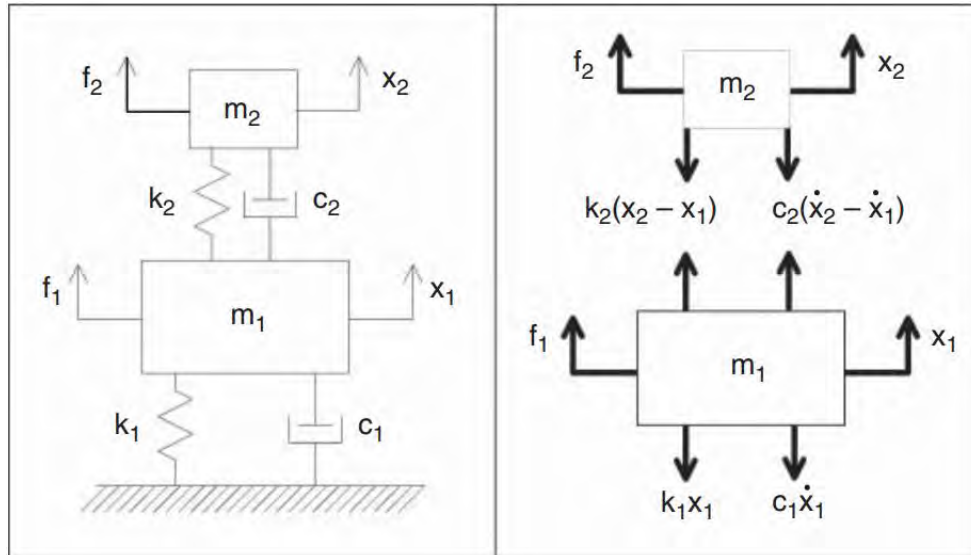 f₂ x₂
m₂
k₂ c₂
f₁ x₁
m₁
k₁ c₁
f₂ x₂
m₂
k₂(x₂ – x₁) c₂(ẋ₂ – ẋ₁)
f₁ x₁
m₁
k₁x₁ c₁ẋ₁